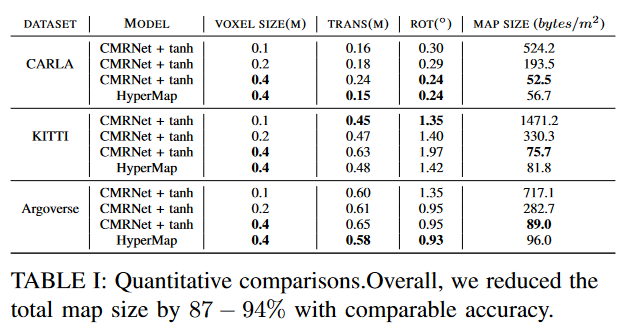 DATASET MODEL VOXEL SIZE(M) TRANS(M) ROT(°) MAP SIZE (bytes/m²)
CMRNet + tanh 0.1 0.16 0.30 524.2
CARLA CMRNet + tanh 0.2 0.18 0.29 193.5
CMRNet + tanh 0.4 0.24 0.24 52.5
HyperMap 0.4 0.15 0.24 56.7
CMRNet + tanh 0.1 0.45 1.35 1471.2
KITTI CMRNet + tanh 0.2 0.47 1.40 330.3
CMRNet + tanh 0.4 0.63 1.97 75.7
HyperMap 0.4 0.48 1.42 81.8
CMRNet + tanh 0.1 0.60 1.35 717.1
Argoverse CMRNet + tanh 0.2 0.61 0.95 282.7
CMRNet + tanh 0.4 0.65 0.95 89.0
HyperMap 0.4 0.58 0.93 96.0
TABLE I: Quantitative comparisons.Overall, we reduced the
total map size by 87 − 94% with comparable accuracy.